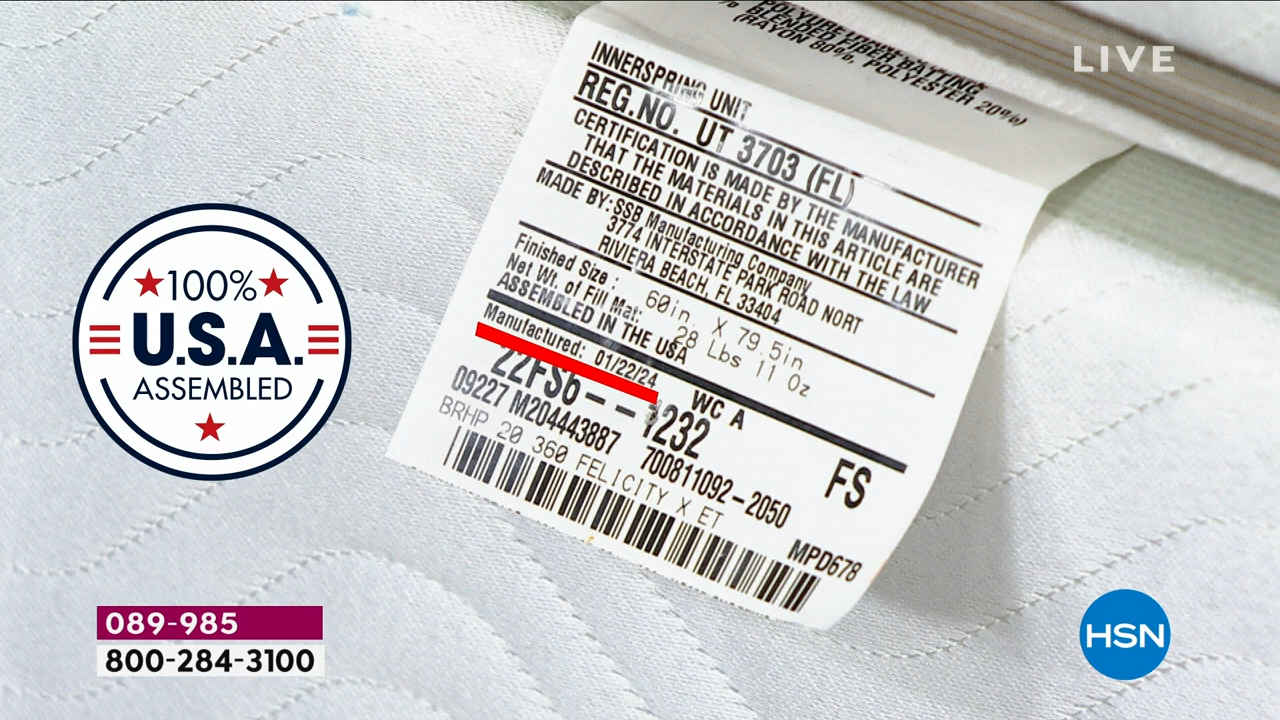 LIVE
BLENDED FIBER BATTING
(RAYON 80%, POLYESTER 20%)
INNERSPRING UNIT
REG.NO. UT 3703 (FL)
CERTIFICATION IS MADE BY THE MANUFACTURER
THAT THE MATERIALS IN THIS ARTICLE ARE
DESCRIBED IN ACCORDANCE WITH THE LAW
MADE BY: SSB Manufacturing Company
3774 INTERSTATE PARK ROAD NORT
RIVIERA BEACH, FL 33404
Finished Size : 60in. X 79.5in
Net Wt. of Fill Mat: 28 Lbs 11 Oz
ASSEMBLED IN THE USA
Manufactured: 01/22/24 WC A
22FS6 - - 1232 FS
09227 M204443887 700811092-2050
BRHP 20 360 FELICITY X ET MPD678
100%
U.S.A.
ASSEMBLED
089-985
800-284-3100
HSN